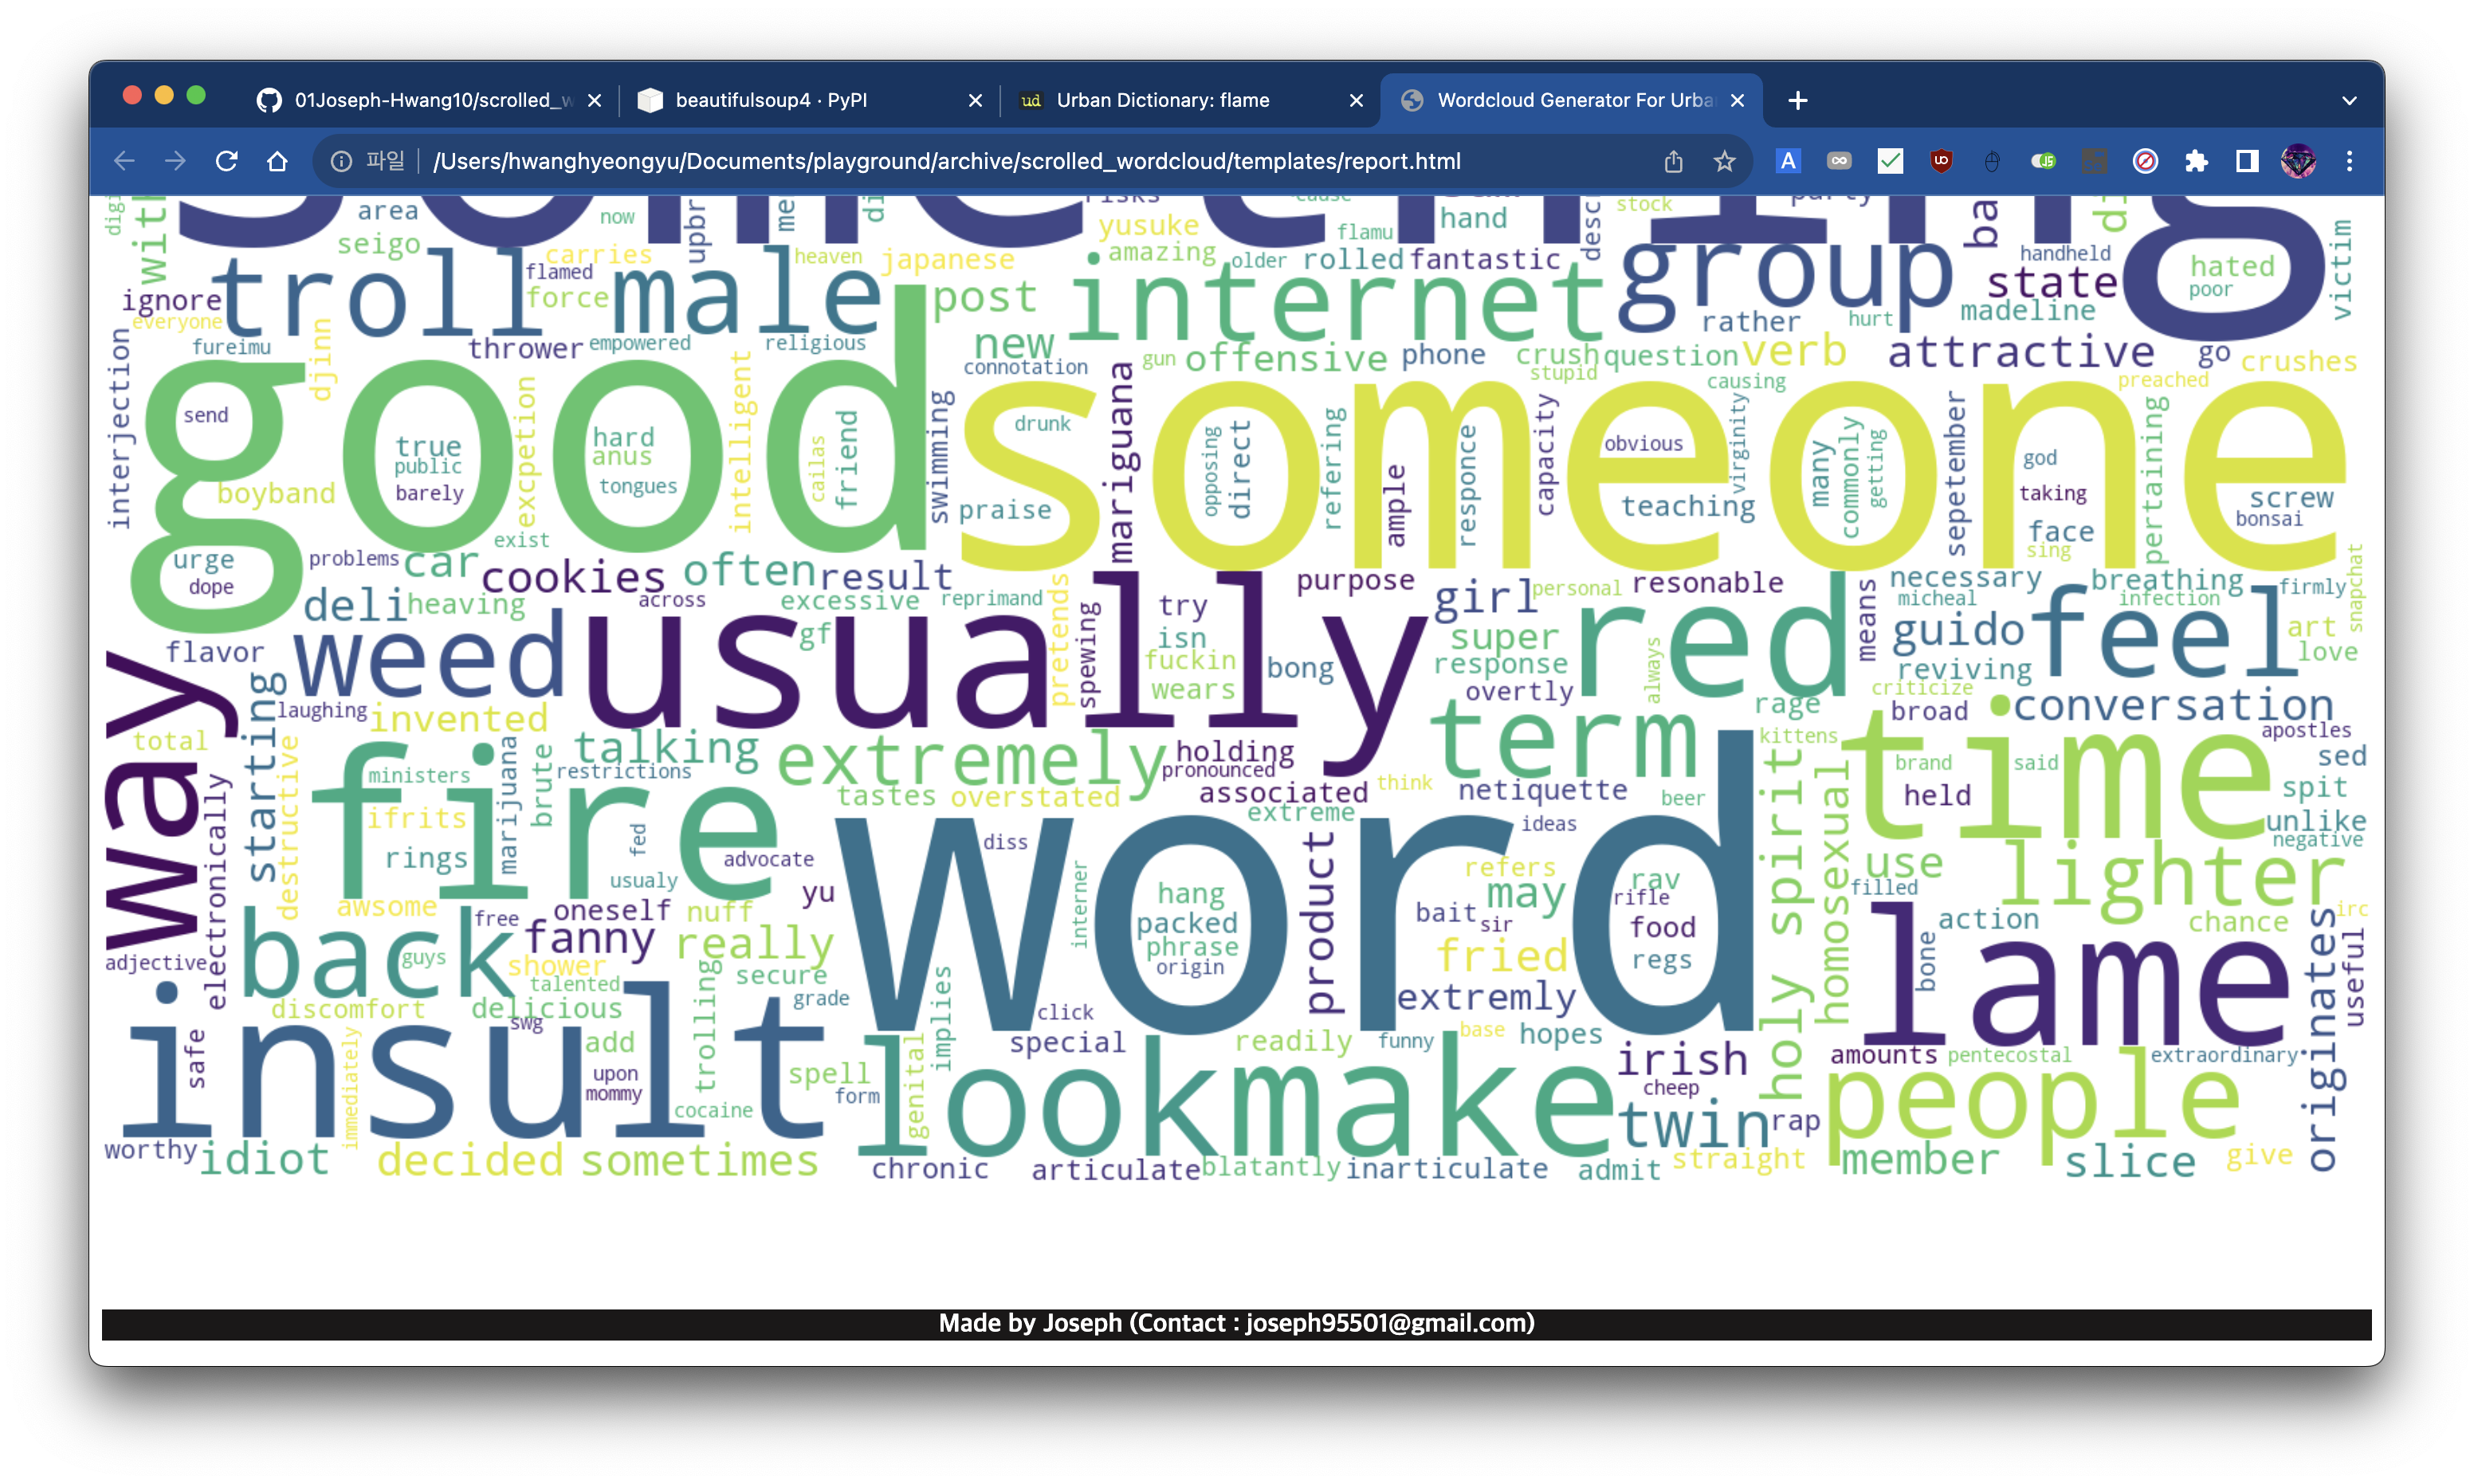 01Joseph-Hwang10/scrolled_w
beautifulsoup4 · PyPI
Urban Dictionary: flame
Wordcloud Generator For Urba
파일
/Users/hwanghyeongyu/Documents/playground/archive/scrolled_wordcloud/templates/report.html
something
with area now yusuke hand stock
seigo carries flamu victim
troll flamed heaven japanese amazing older rolled fantastic group handheld hated
ignore force male post internet state poor
everyone rather hurt madeline
fureimu thrower empowered religious new
interjection djinn connotation gun offensive phone crush question verb attractive go crushes
stupid causing preached
good someone
send true public barely hard anus tongues
excpetion intelligent cailas friend swimming
drunk mariguana opposing direct refering ample responce capacity obvious virginity many commonly getting sepetember god taking pertaining
boyband praise teaching screw bonsai face sing
exist
urge dope problems car cookies often result purpose girl personal resonable necessary breathing firmly snapchat
deli heaving across excessive reprimand pretends spewing try micheal infection
flavor weed usually gf isn super red means guido feel art love
fuckin bong response always reviving
way starting wears overtly criticize
laughing invented rage broad conversation
total talking extremely holding term kittens time apostles
destructive fire ministers brute restrictions pronounced think brand said sed
electronically marijuana tastes overstated associated netiquette beer holy spirit homosexual held spit
ifrits extreme unlike
rings fed advocate word diss product ideas use lighter negative
usualy yu hang refers may rav rifle filled
awsome free oneself nuff interner packed bait sir food action chance irc
adjective back fanny really phrase origin fried regs lame bone originates useful
guys shower talented trolling secure
discomfort delicious grade implies click extremly
safe insult swg add special readily funny base hopes
immediately upon mommy spell genital irish amounts pentecostal extraordinary
cocaine form look make cheep people
worthy idiot decided sometimes twin rap
chronic articulate blatantly inarticulate admit straight member slice give
Made by Joseph (Contact : joseph95501@gmail.com)